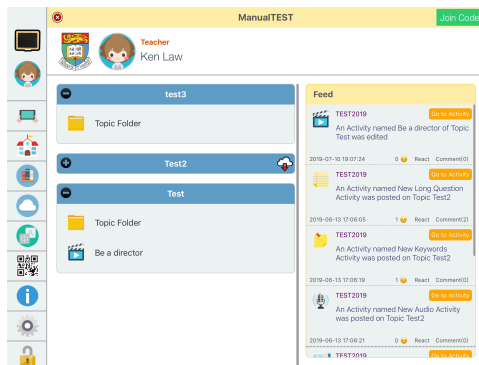 ManualTEST
Join Code
Teacher
Ken Law
test3
Topic Folder
Test2
Test
Topic Folder
Be a director
Feed
TEST2019
Go to Activity
An Activity named Be a director of Topic
Test was edited
2019-07-10 19:07:24 0 React Comment(0)
TEST2019
Go to Activity
An Activity named New Long Question
Activity was posted on Topic Test2
2019-06-13 17:06:05 1 React Comment(2)
TEST2019
Go to Activity
An Activity named New Keywords
Activity was posted on Topic Test2
2019-06-13 17:06:19 1 React Comment(0)
TEST2019
Go to Activity
An Activity named New Audio Activity
was posted on Topic Test2
2019-06-13 17:06:21 0 React Comment(0)
TEST2019
Go to Activity